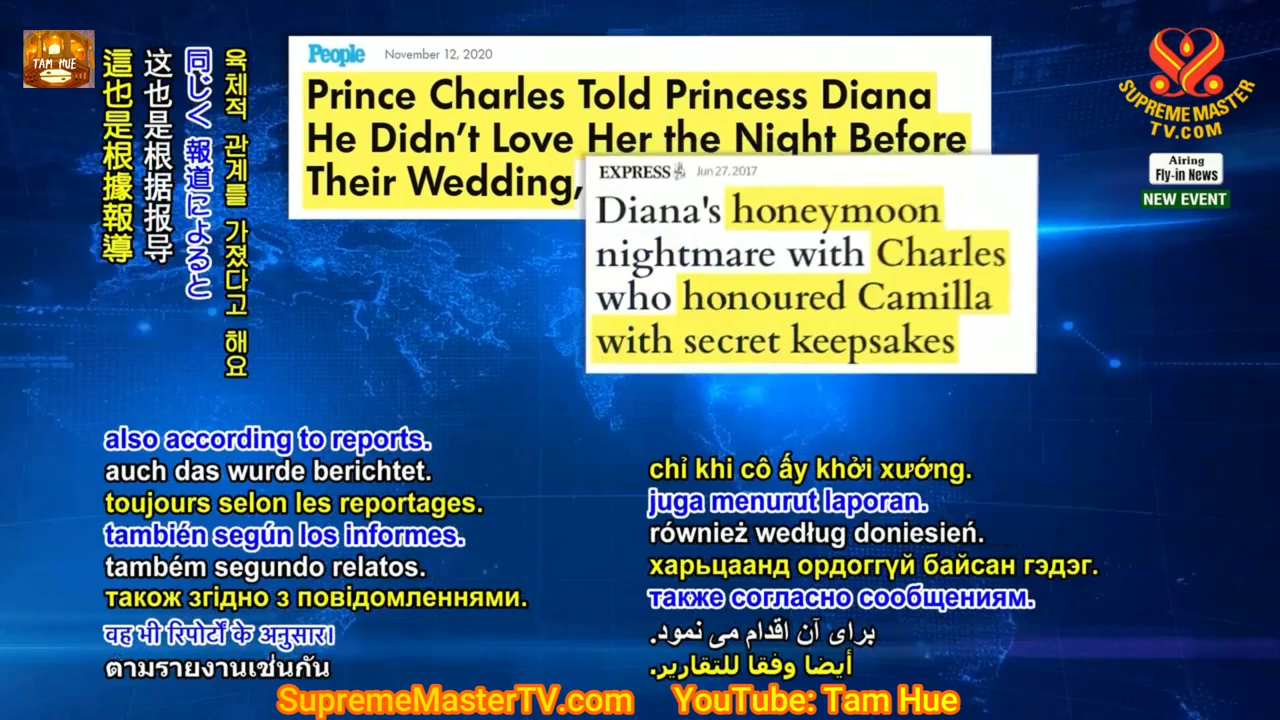 TAM HUE
這也是根據報導
这也是根据报导
同じく 報道によると
육체적 관계를 가졌다고 해요
People November 12, 2020
Prince Charles Told Princess Diana
He Didn’t Love Her the Night Before
Their Wedding,
EXPRESS Jun 27, 2017
Diana's honeymoon
nightmare with Charles
who honoured Camilla
with secret keepsakes
SUPREME MASTER
TV.COM
Airing
Fly-in News
NEW EVENT
also according to reports.
auch das wurde berichtet.
toujours selon les reportages.
también según los informes.
também segundo relatos.
також згідно з повідомленнями.
वह भी रिपोर्टों के अनुसार।
ตามรายงานเช่นกัน
chỉ khi cô ấy khởi xướng.
juga menurut laporan.
również według doniesień.
харьцаанд ордоггүй байсан гэдэг.
также согласно сообщениям.
برای آن اقدام می نمود.
أيضا وفقا للتقارير.
SupremeMasterTV.com YouTube: Tam Hue